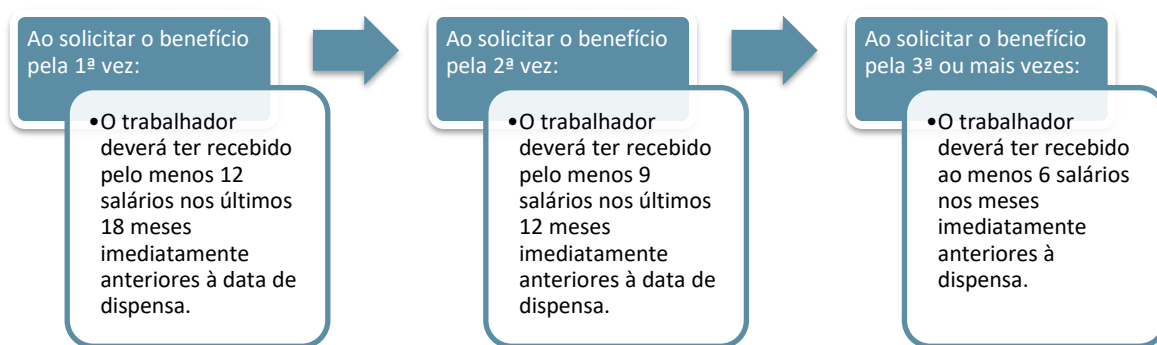 Ao solicitar o benefício
pela 1ª vez:
•O trabalhador
deverá ter recebido
pelo menos 12
salários nos últimos
18 meses
imediatamente
anteriores à data de
dispensa.
Ao solicitar o benefício
pela 2ª vez:
•O trabalhador
deverá ter recebido
pelo menos 9
salários nos últimos
12 meses
imediatamente
anteriores à data de
dispensa.
Ao solicitar o benefício
pela 3ª ou mais vezes:
•O trabalhador
deverá ter recebido
ao menos 6 salários
nos meses
imediatamente
anteriores à
dispensa.